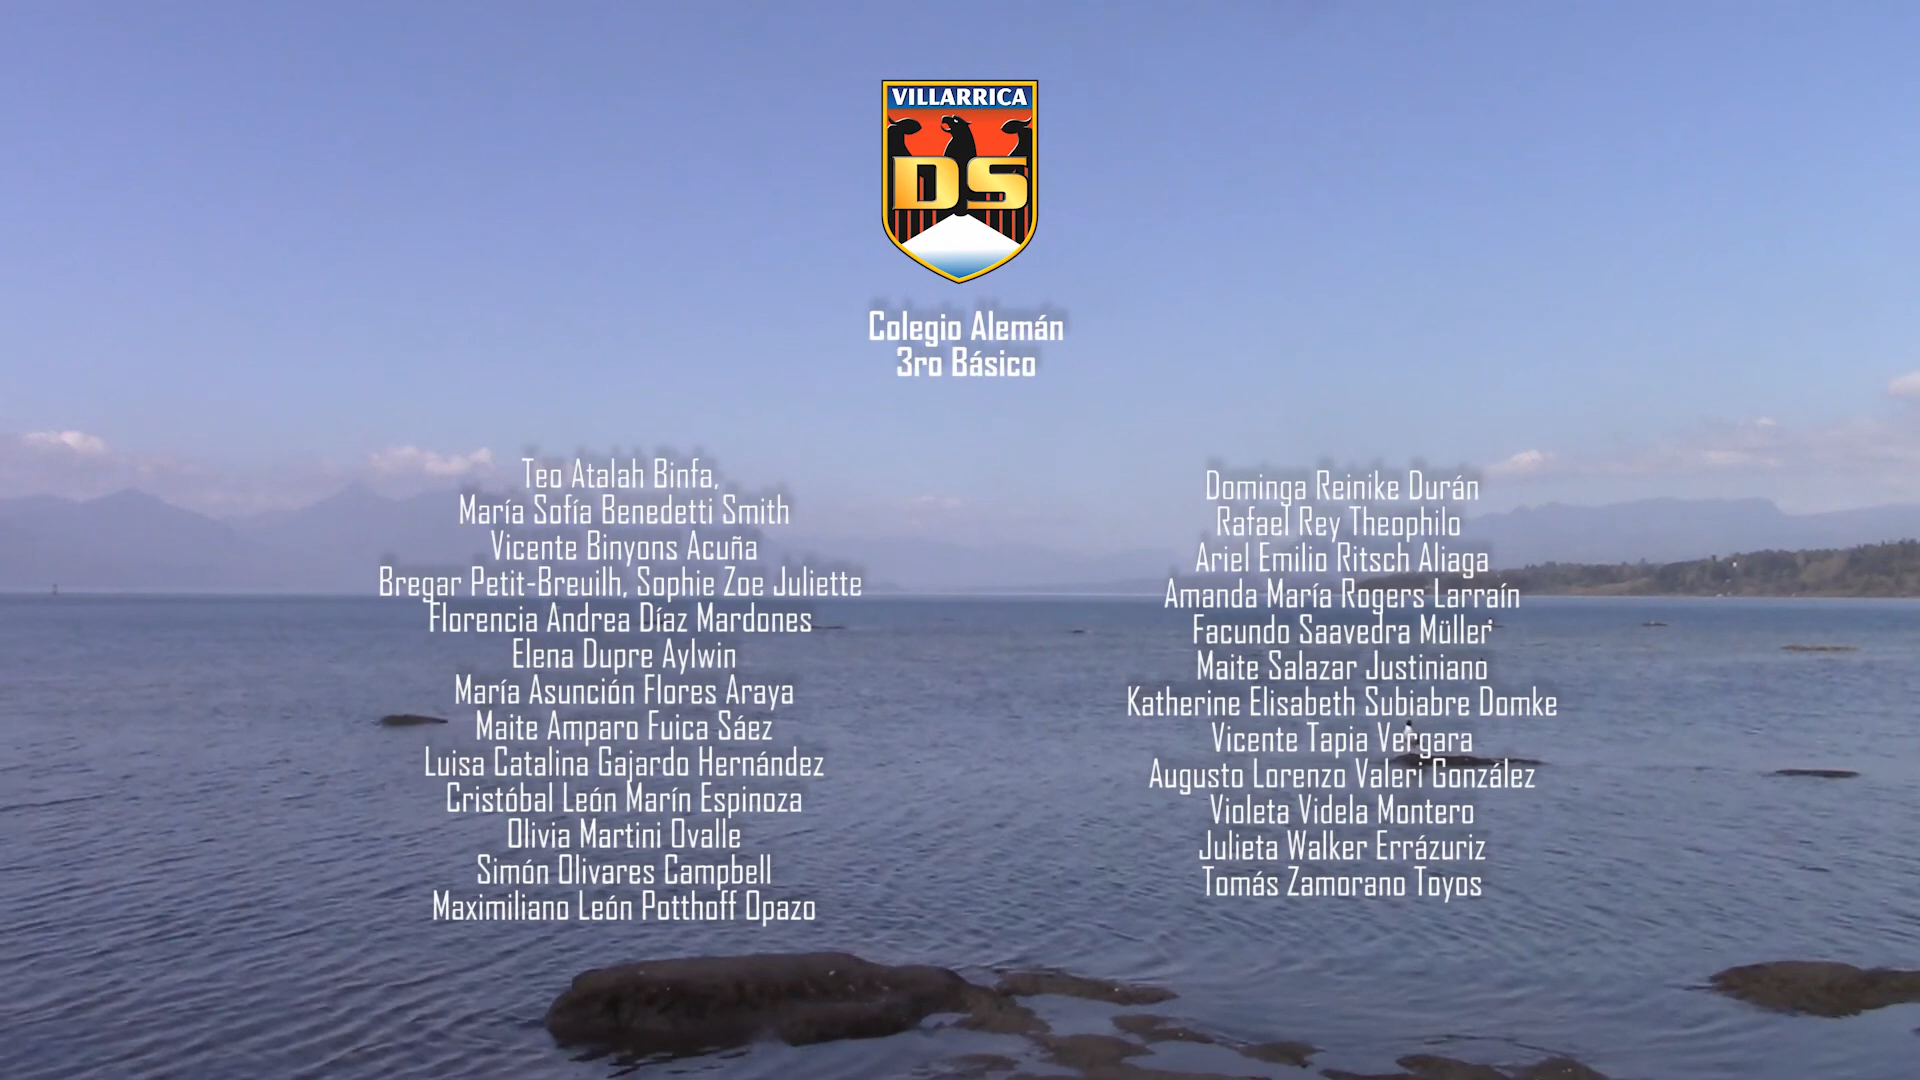 VILLARRICA
DS
Colegio Alemán
3ro Básico
Teo Atalah Binfa,
María Sofía Benedetti Smith
Vicente Binyons Acuña
Bregar Petit-Breuilh, Sophie Zoe Juliette
Florencia Andrea Díaz Mardones
Elena Dupre Aylwin
María Asunción Flores Araya
Maite Amparo Fuica Sáez
Luisa Catalina Gajardo Hernández
Cristóbal León Marín Espinoza
Olivia Martini Ovalle
Simón Olivares Campbell
Maximiliano León Potthoff Opazo
Dominga Reinike Durán
Rafael Rey Theophilo
Ariel Emilio Ritsch Aliaga
Amanda María Rogers Larraín
Facundo Saavedra Müller
Maite Salazar Justiniano
Katherine Elisabeth Subiabre Domke
Vicente Tapia Vergara
Augusto Lorenzo Valeri González
Violeta Videla Montero
Julieta Walker Errázuriz
Tomás Zamorano Toyos